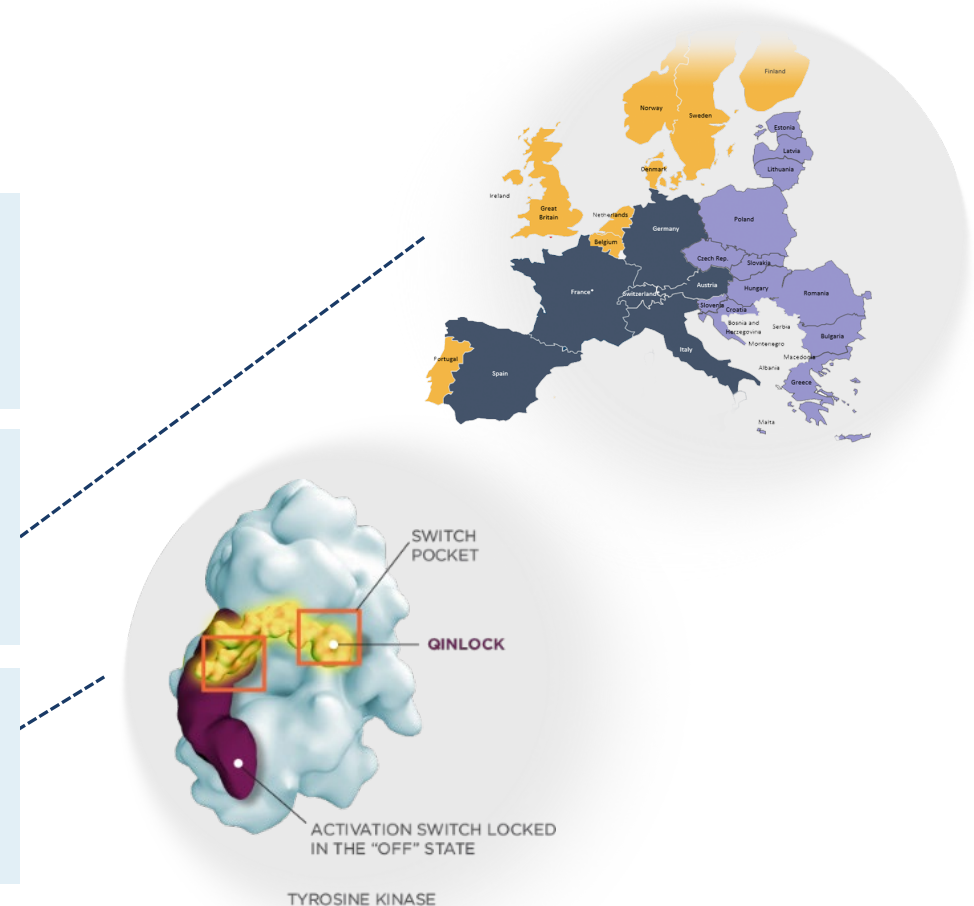 Finland
Norway
Sweden
Estonia
Latvia
Lithuania
Denmark
Ireland
Great
Britain
Netherlands
Belgium
Germany
Poland
Czech Rep.
Slovakia
France*
Switzerland
Austria
Hungary
Romania
Slovenia
Croatia
Bosnia and
Herzegovina
Serbia
Montenegro
Bulgaria
Macedonia
Albania
Italy
Portugal
Spain
Greece
Malta
SWITCH
POCKET
QINLOCK
ACTIVATION SWITCH LOCKED
IN THE “OFF” STATE
TYROSINE KINASE